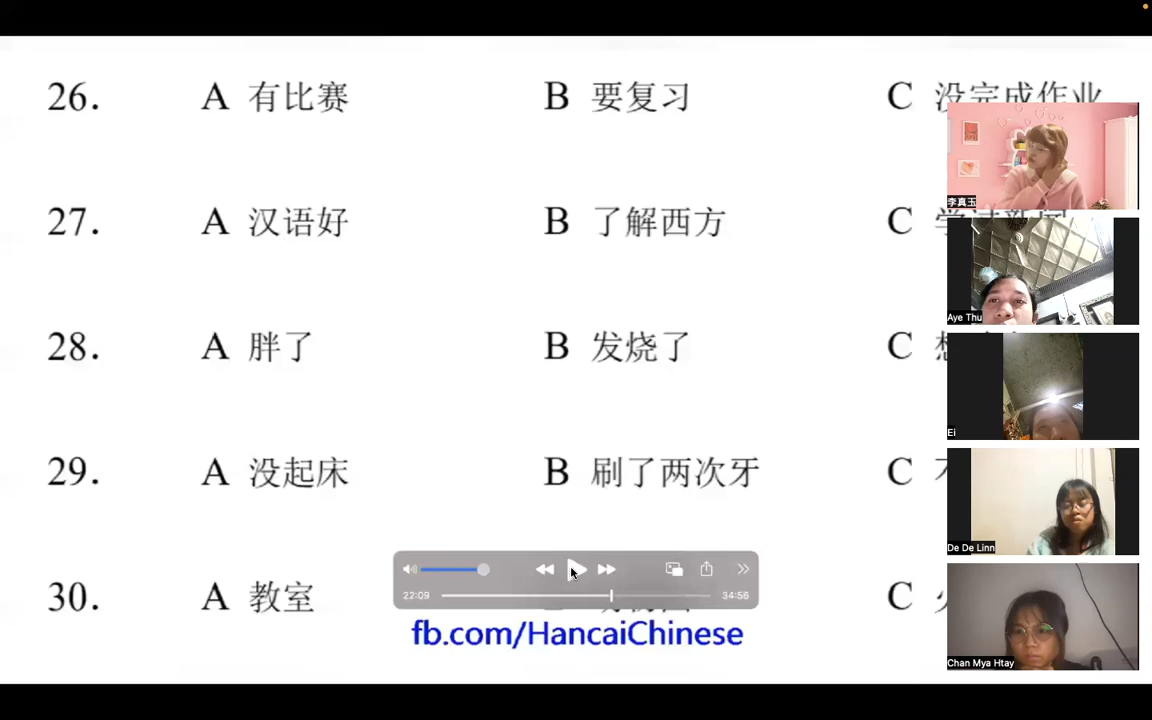 26. A 有比赛 B 要复习 C 没完成作业
27. A 汉语好 B 了解西方 C
28. A 胖了 B 发烧了 C
29. A 没起床 B 刷了两次牙 C
30. A 教室 C
22:09 34:56
fb.com/HancaiChinese
李真玉
Aye Thu
Ei
De De Linn
Chan Mya Htay